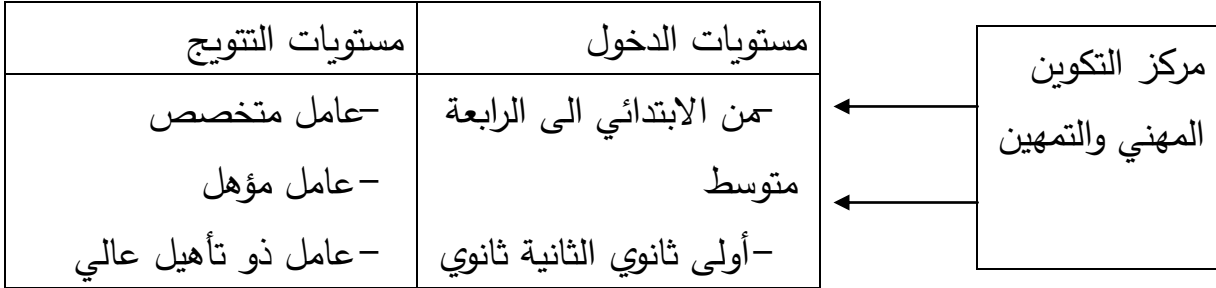 مركز التكوين
المهني والتمهين
مستويات الدخول
مستويات التتويج
-من الابتدائي الى الرابعة
متوسط
-أولى ثانوي الثانية ثانوي
-عامل متخصص
-عامل مؤهل
-عامل ذو تأهيل عالي